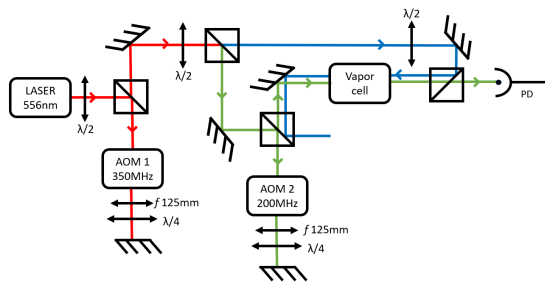 λ/2
λ/2
LASER
556nm
λ/2
Vapor
cell
PD
AOM 1
350MHz
AOM 2
200MHz
f 125mm
λ/4
f 125mm
λ/4